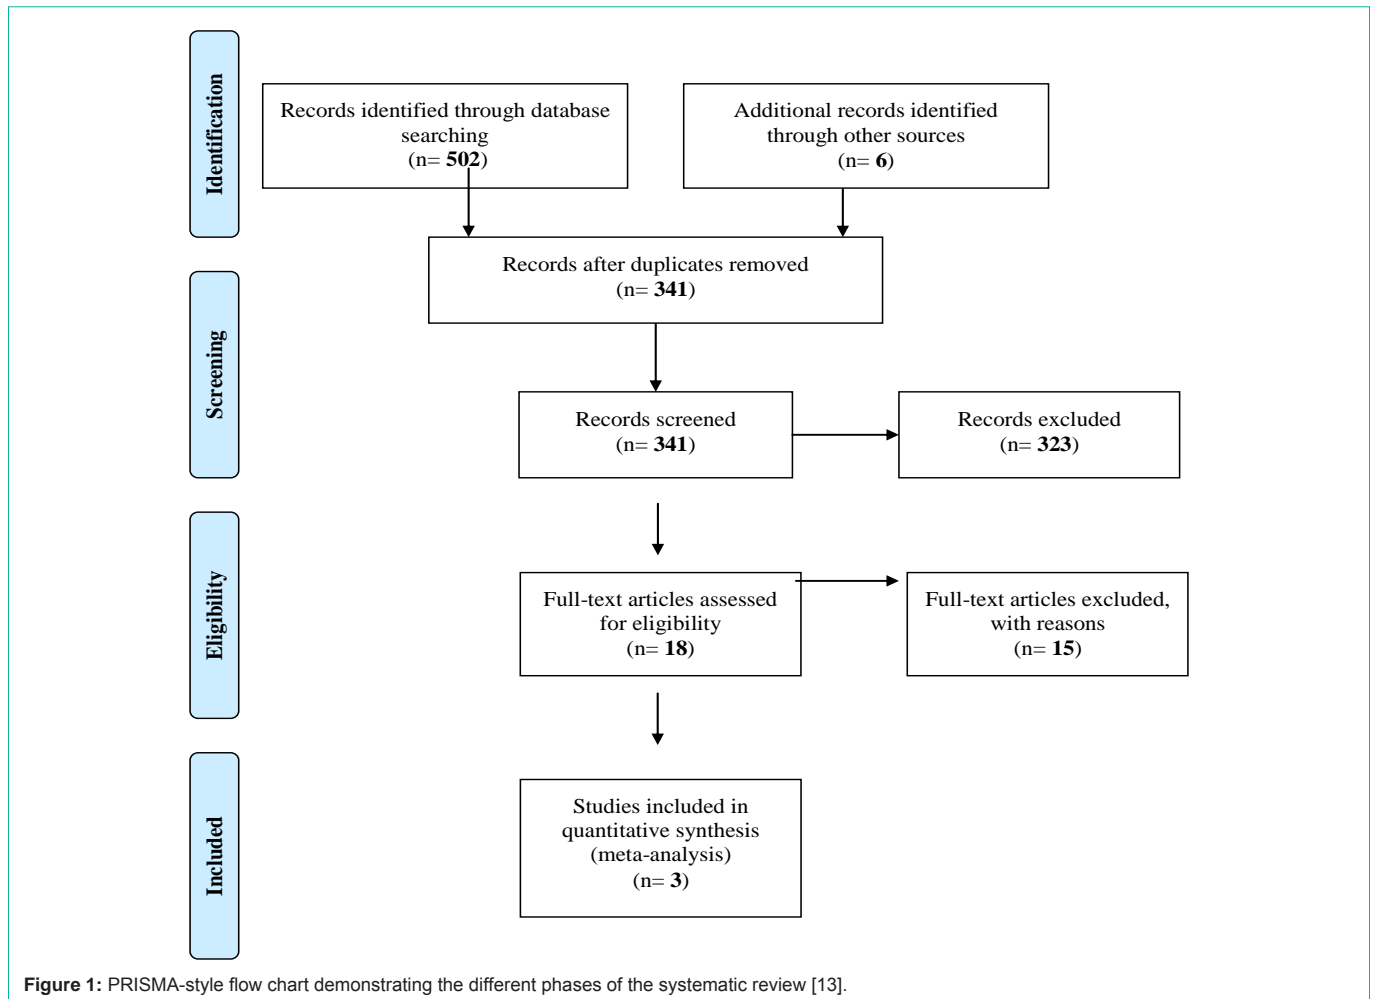 Identification
Records identified through database
searching
(n= 502)
Additional records identified
through other sources
(n= 6)
Records after duplicates removed
(n= 341)
Screening
Records screened
(n= 341)
Records excluded
(n= 323)
Eligibility
Full-text articles assessed
for eligibility
(n= 18)
Full-text articles excluded,
with reasons
(n= 15)
Included
Studies included in
quantitative synthesis
(meta-analysis)
(n= 3)
Figure 1: PRISMA-style flow chart demonstrating the different phases of the systematic review [13].